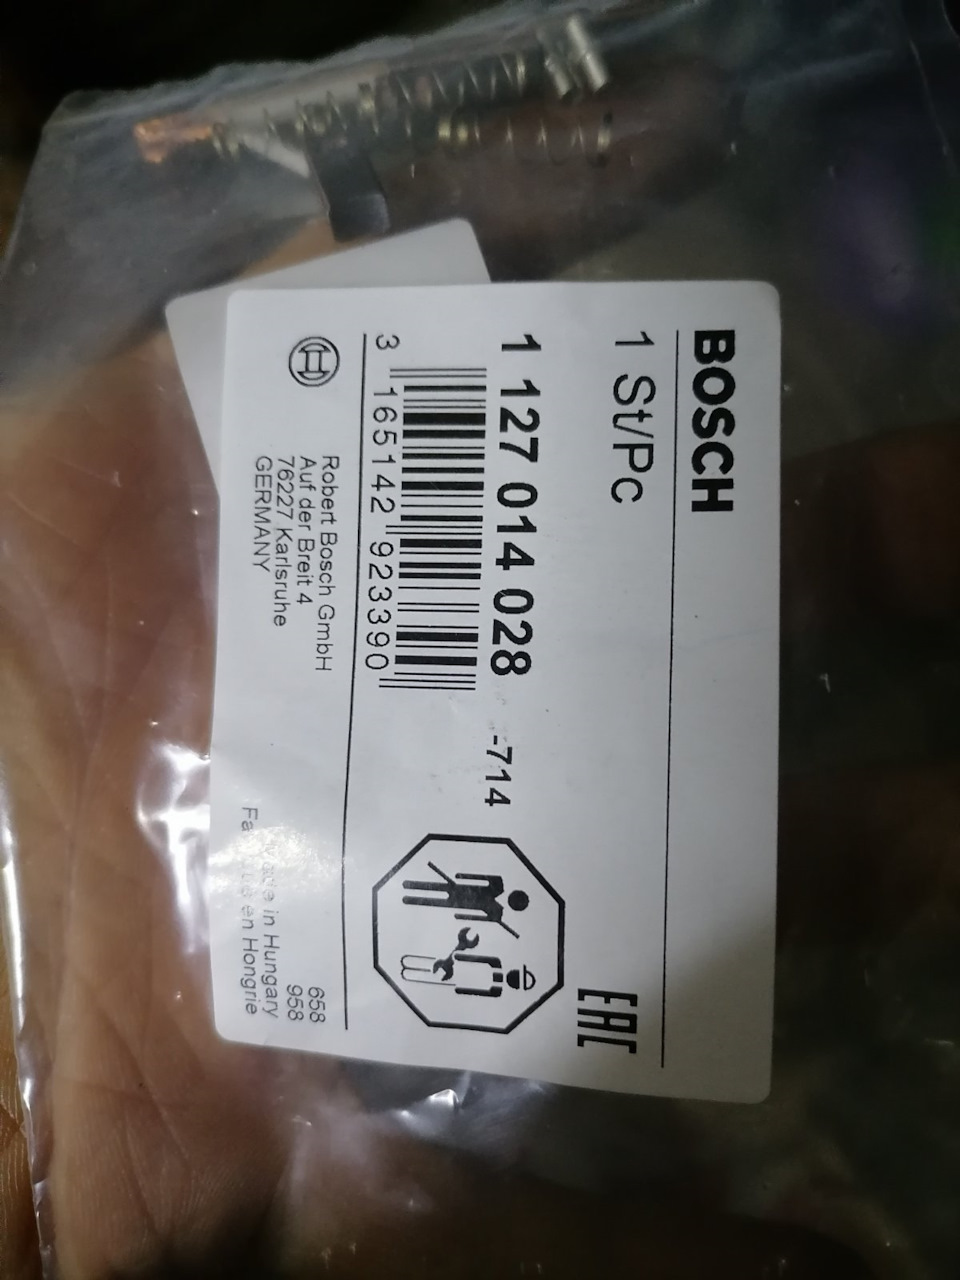 BOSCH
1 St/Pc
EAC
1 127 014 028 -714
3 165142 923390
Robert Bosch GmbH
Auf der Breit 4
76227 Karlsruhe
GERMANY
658
958
in Hungary
en Hongrie